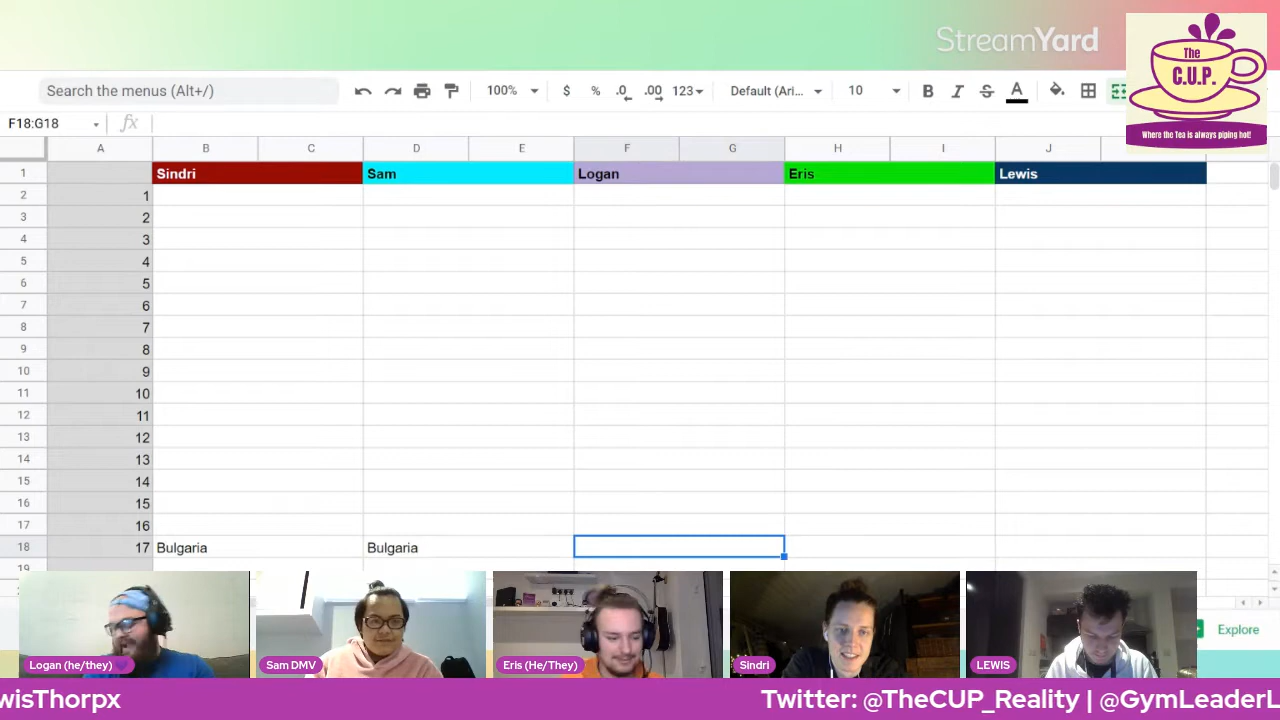 StreamYard
The
C.U.P.
Where the Tea is always piping hot!
Search the menus (Alt+/)
100%
$ % .0 .00 123
Default (Ari...
10
B I S A
F18:G18
fx
A B C D E F G H I J
1 Sindri Sam Logan Eris Lewis
2 1
3 2
4 3
5 4
6 5
7 6
8 7
9 8
10 9
11 10
12 11
13 12
14 13
15 14
16 15
17 16
18 17 Bulgaria Bulgaria
19
Explore
Logan (he/they)
Sam DMV
Eris (He/They)
Sindri
LEWIS
wisThorpx
Twitter: @TheCUP_Reality | @GymLeaderL